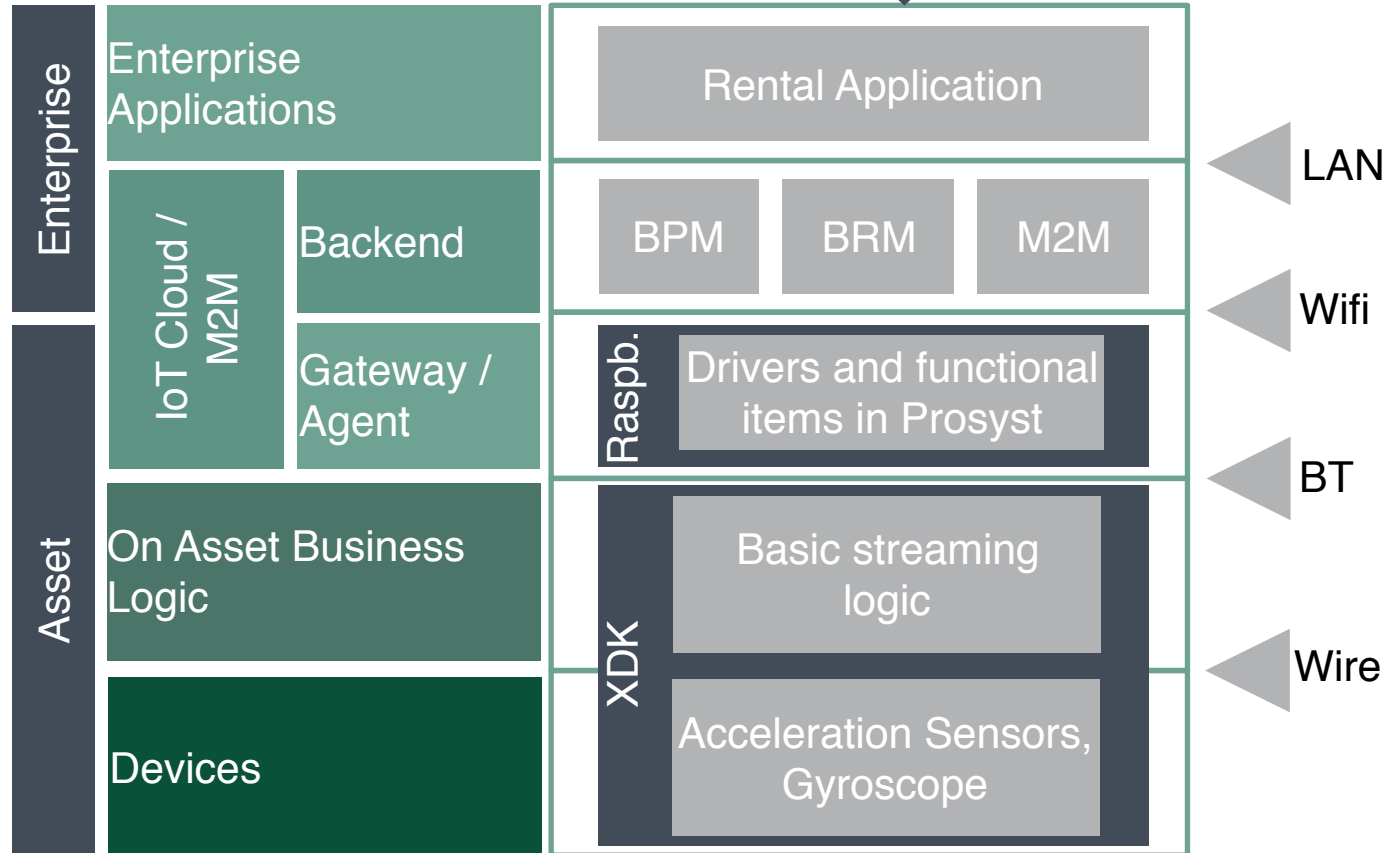 Enterprise
Enterprise
Applications
Rental Application
LAN
IoT Cloud /
M2M
Backend
BPM
BRM
M2M
Wifi
Gateway /
Agent
Raspb.
Drivers and functional
items in Prosyst
BT
Asset
On Asset Business
Logic
XDK
Basic streaming
logic
Wire
Devices
Acceleration Sensors,
Gyroscope